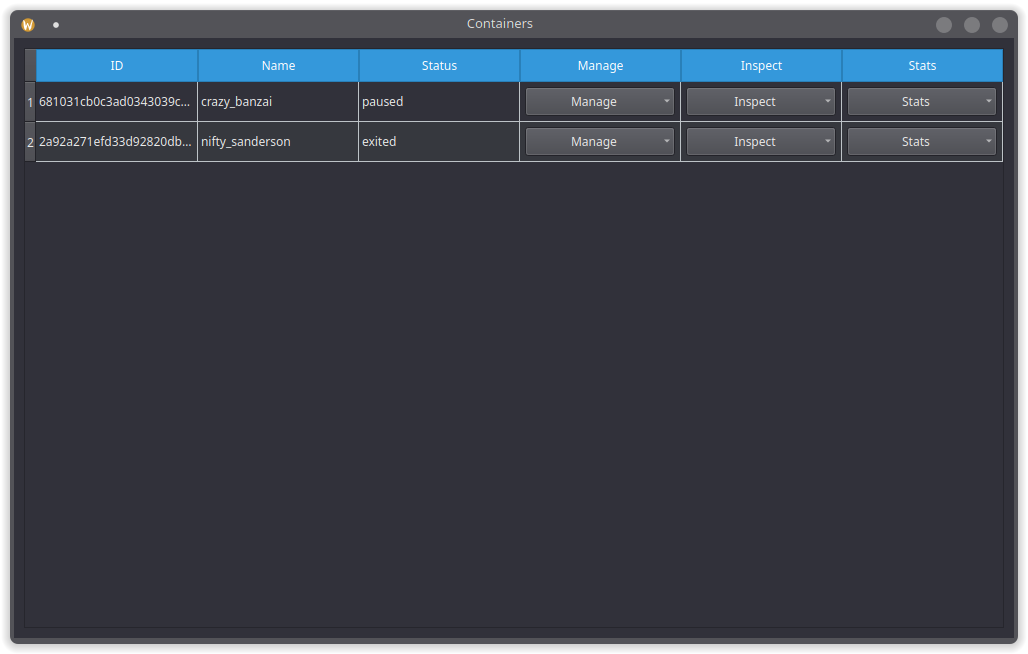 W
Containers
ID Name Status Manage Inspect Stats
1 681031cb0c3ad0343039c... crazy_banzai paused Manage Inspect Stats
2 2a92a271efd33d92820db... nifty_sanderson exited Manage Inspect Stats